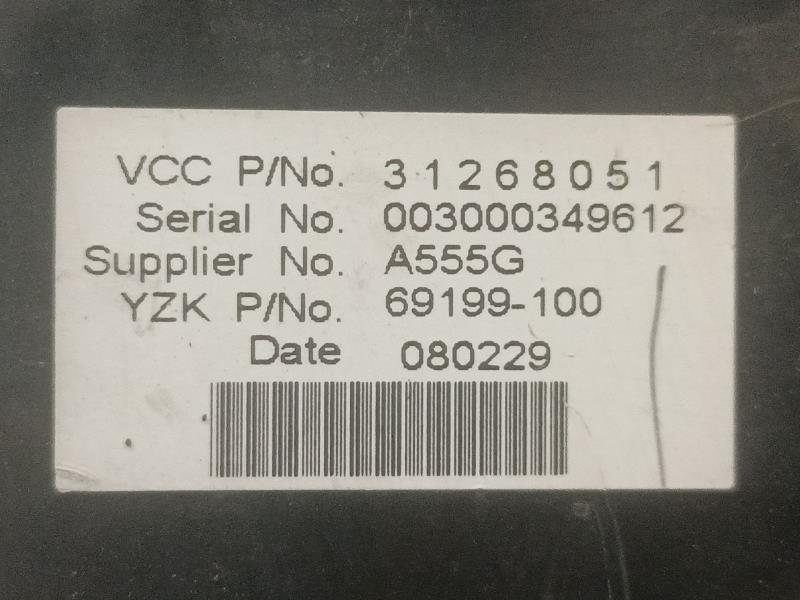 VCC P/No. 31268051
Serial No. 003000349612
Supplier No. A555G
YZK P/No. 69199-100
Date 080229